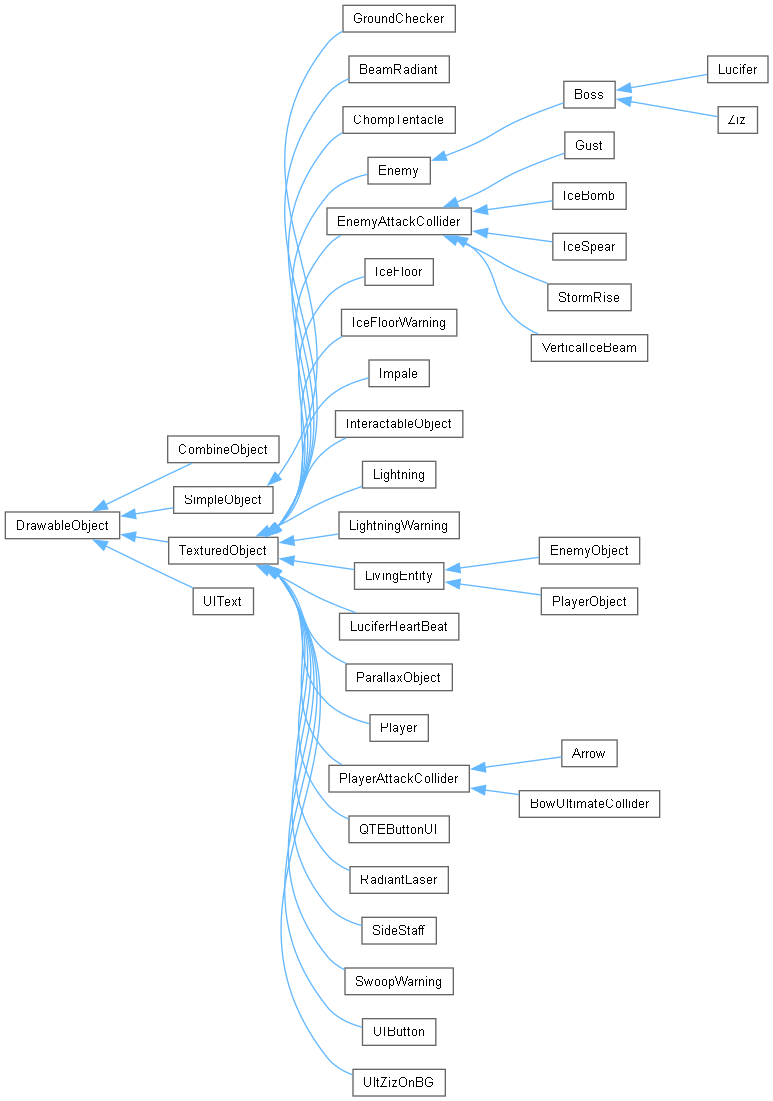 GroundChecker
BeamRadiant
Lucifer
Boss
ChompTentacle
Ziz
Gust
Enemy
IceBomb
EnemyAttackCollider
IceSpear
IceFloor
StormRise
IceFloorWarning
VerticalIceBeam
Impale
InteractableObject
CombineObject
Lightning
SimpleObject
DrawableObject
LightningWarning
TexturedObject
EnemyObject
LivingEntity
UIText
PlayerObject
LuciferHeartBeat
ParallaxObject
Player
Arrow
PlayerAttackCollider
BowUltimateCollider
QTEButtonUI
RadiantLaser
SideStaff
SwoopWarning
UIButton
UltZizOnBG